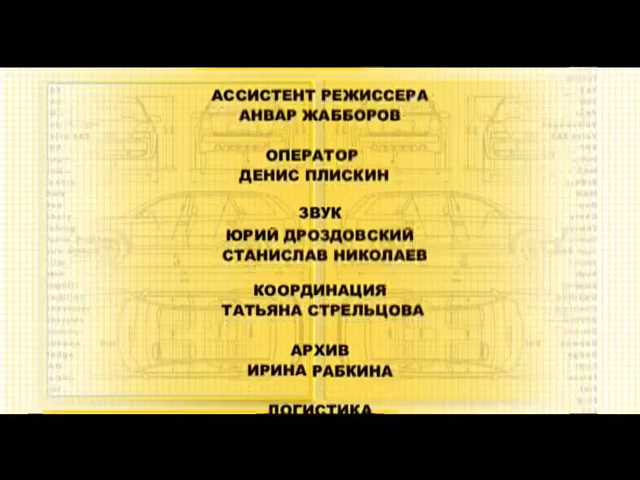 АССИСТЕНТ РЕЖИССЕРА
АНВАР ЖАББОРОВ
ОПЕРАТОР
ДЕНИС ПЛИСКИН
ЗВУК
ЮРИЙ ДРОЗДОВСКИЙ
СТАНИСЛАВ НИКОЛАЕВ
КООРДИНАЦИЯ
ТАТЬЯНА СТРЕЛЬЦОВА
АРХИВ
ИРИНА РАБКИНА
ЛОГИСТИКА